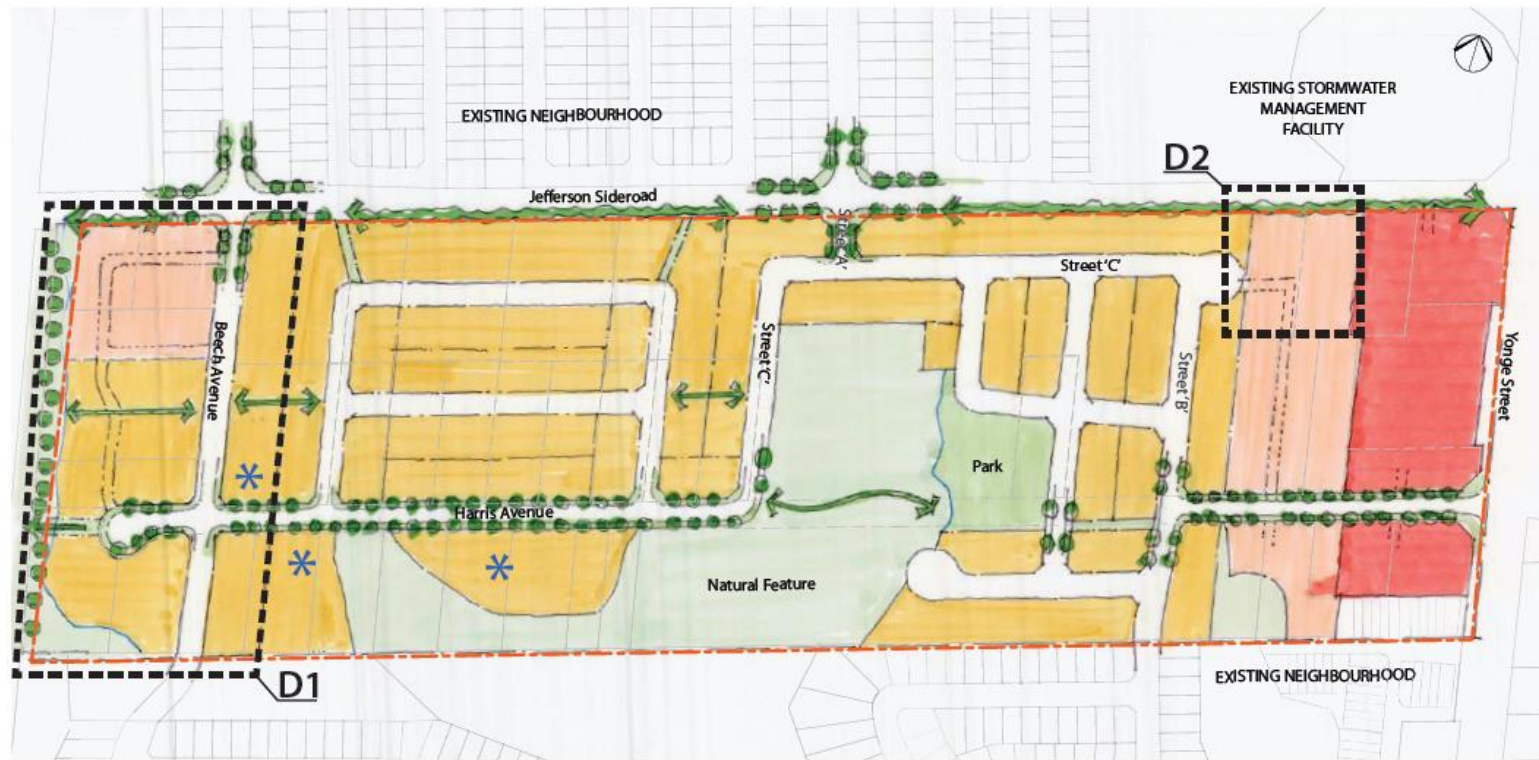 EXISTING NEIGHBOURHOOD
EXISTING STORMWATER
MANAGEMENT
FACILITY
D2
Jefferson Sideroad
Street 'A'
Street 'C'
Beech Avenue
Street 'C'
Street 'B'
Yonge Street
Park
Harris Avenue
Natural Feature
D1
EXISTING NEIGHBOURHOOD